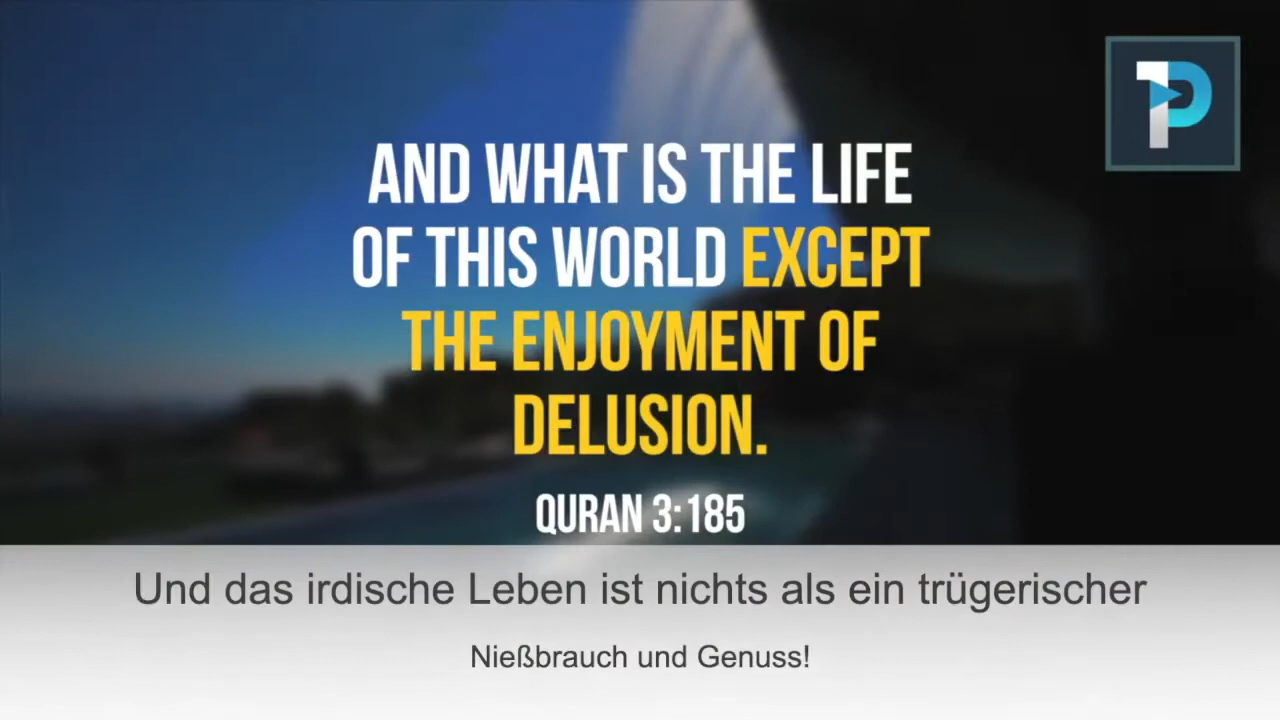 AND WHAT IS THE LIFE
OF THIS WORLD EXCEPT
THE ENJOYMENT OF
DELUSION.
QURAN 3:185
Und das irdische Leben ist nichts als ein trügerischer
Nießbrauch und Genuss!